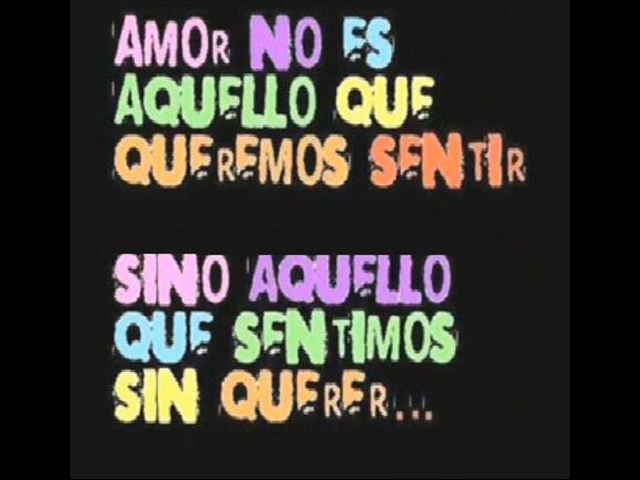 AMOR NO ES
AQUELLO QUE
QUEREMOS SENTIR
SINO AQUELLO
QUE SENTIMOS
SIN QUERER...